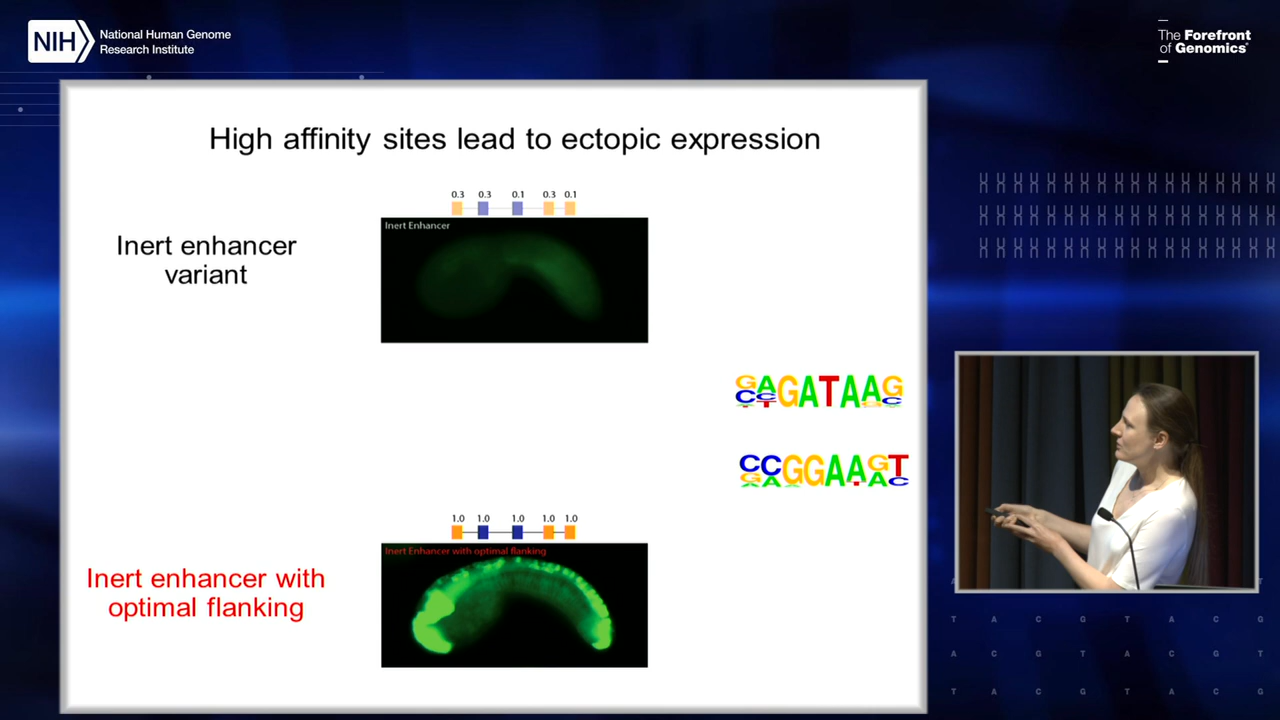 NIH
National Human Genome
Research Institute
The Forefront
of Genomics®
High affinity sites lead to ectopic expression
0.3 0.3 0.1 0.3 0.1
Inert Enhancer
Inert enhancer
variant
GAGATAAG
CCGGAAGT
1.0 1.0 1.0 1.0 1.0
Inert Enhancer with optimal flanking
Inert enhancer with
optimal flanking
T A C G T A C G
A C G T A C G T
T A C G T A C G